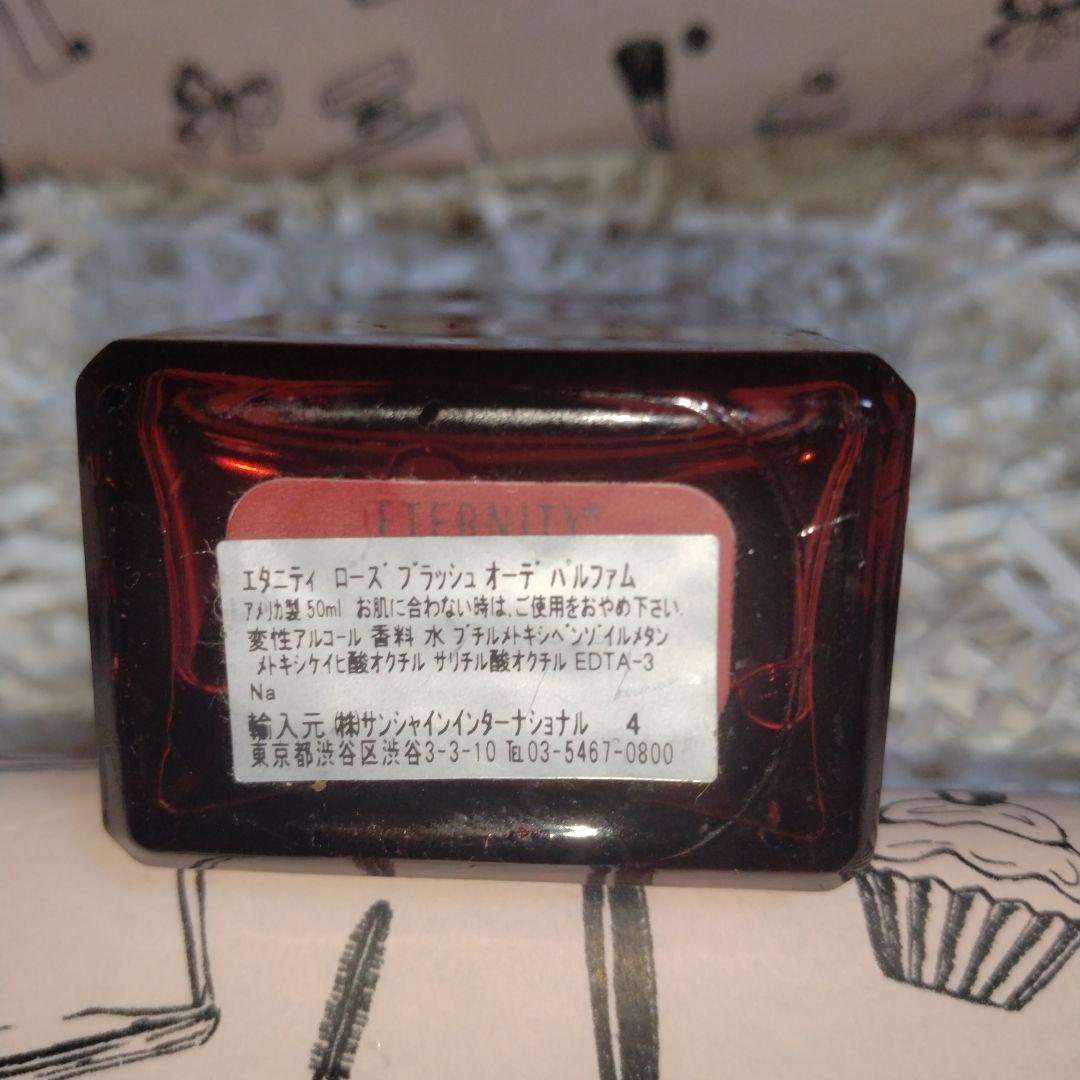 ETERNITY®
エタニティ ローズ ブラッシュ オーデ パルファム
アメリカ製 50ml お肌に合わない時は、ご使用をおやめ下さい.
変性アルコール 香料 水 ブチルメトキシベンゾイルメタン
メトキシケイヒ酸オクチル サリチル酸オクチル EDTA-3
Na
輸入元 ㈱サンシャインインターナショナル 4
東京都渋谷区渋谷3-3-10 ℡03-5467-0800